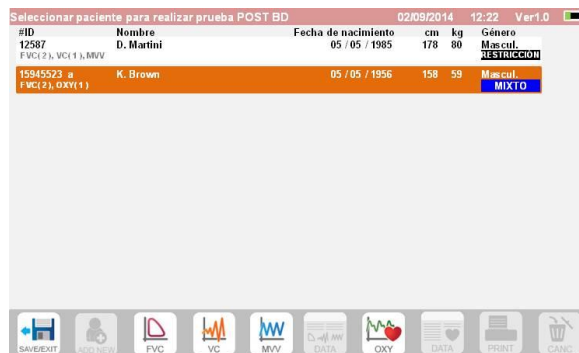 Seleccionar paciente para realizar prueba POST BD 02/09/2014 12:22 Ver1.0
#ID Nombre Fecha de nacimiento cm kg Género
12587 D. Martini 05 / 05 / 1985 178 80 Mascul.
FVC( 2 ), VC( 1 ), MVV RESTRICCIÓN
15945523 a K. Brown 05 / 05 / 1956 158 59 Mascul.
FVC( 2 ), OXY( 1 ) MIXTO
SAVE/EXIT ADD NEW FVC VC MVV DATA OXY DATA PRINT CANC